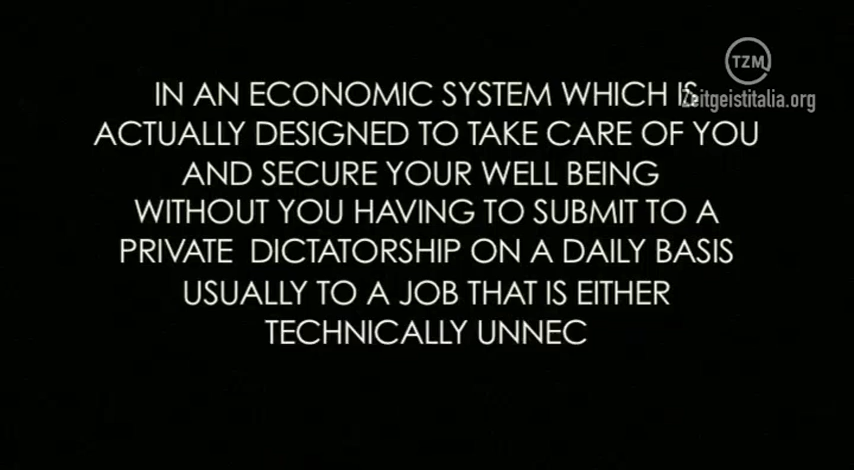 TZM
Zeitgeistitalia.org
IN AN ECONOMIC SYSTEM WHICH IS
ACTUALLY DESIGNED TO TAKE CARE OF YOU
AND SECURE YOUR WELL BEING
WITHOUT YOU HAVING TO SUBMIT TO A
PRIVATE DICTATORSHIP ON A DAILY BASIS
USUALLY TO A JOB THAT IS EITHER
TECHNICALLY UNNEC